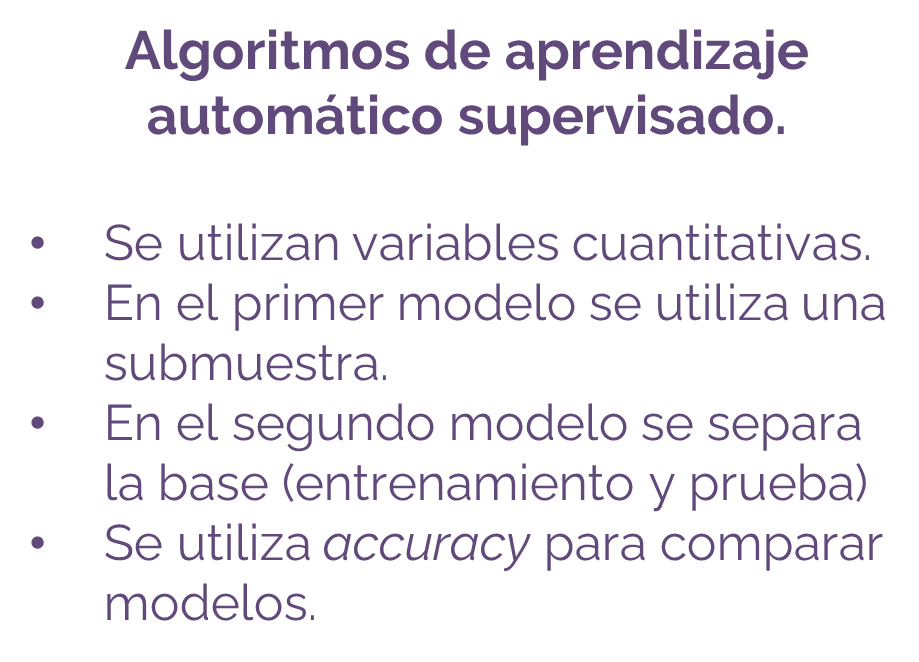 Algoritmos de aprendizaje
automático supervisado.
• Se utilizan variables cuantitativas.
• En el primer modelo se utiliza una
submuestra.
• En el segundo modelo se separa
la base (entrenamiento y prueba)
• Se utiliza accuracy para comparar
modelos.